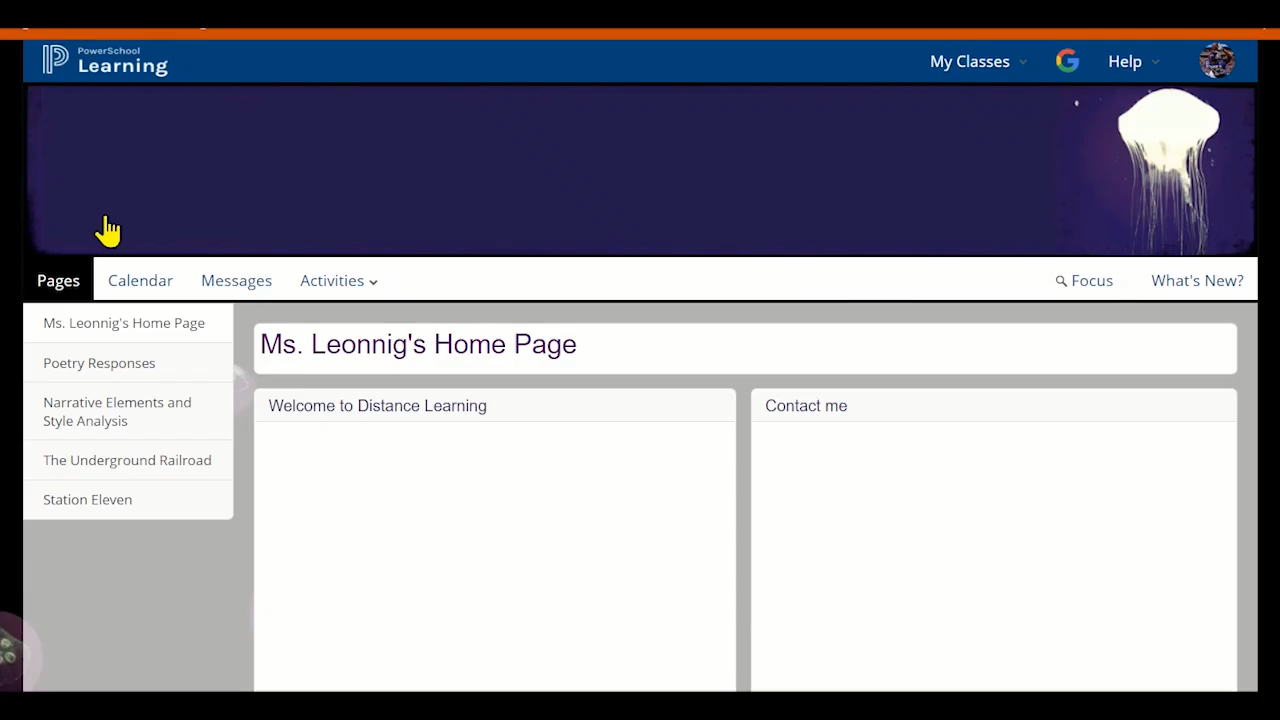 PowerSchool
Learning
My Classes
Help
Pages
Calendar
Messages
Activities
Focus
What's New?
Ms. Leonnig's Home Page
Poetry Responses
Narrative Elements and
Style Analysis
The Underground Railroad
Station Eleven
Ms. Leonnig's Home Page
Welcome to Distance Learning
Contact me